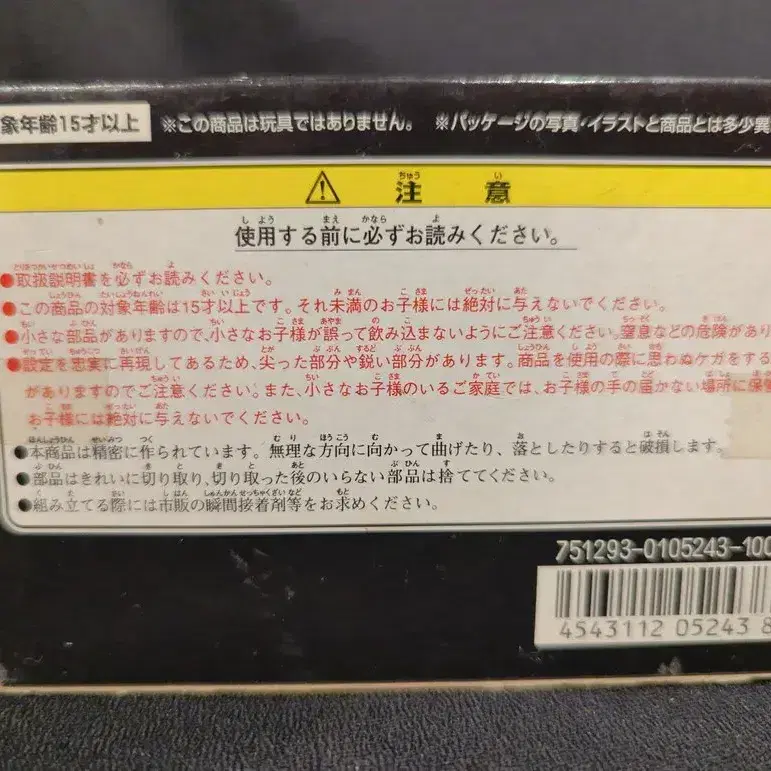 象年齢15才以上 ※この商品は玩具ではありません。 ※パッケージの写真・イラストと商品とは多少異
⚠ 注意
使用する前に必ずお読みください。
●取扱説明書を必ずお読みください。
●この商品の対象年齢は15才以上です。それ未満のお子様には絶対に与えないでください。
●小さな部品がありますので、小さなお子様が誤って飲み込まないようにご注意ください。窒息などの危険があり
●設定を忠実に再現してあるため、尖った部分や鋭い部分があります。商品を使用の際に思わぬケガをする
がありますのでご注意ください。また、小さなお子様のいるご家庭では、お子様の手の届かない場所に保管
お子様には絶対に与えないでください。
●本商品は精密に作られています。無理な方向に向かって曲げたり、落としたりすると破損します。
●部品はきれいに切り取り、切り取った後のいらない部品は捨ててください。
●組み立てる際には市販の瞬間接着剤等をお求めください。
751293-0105243-100
4543112 05243 8